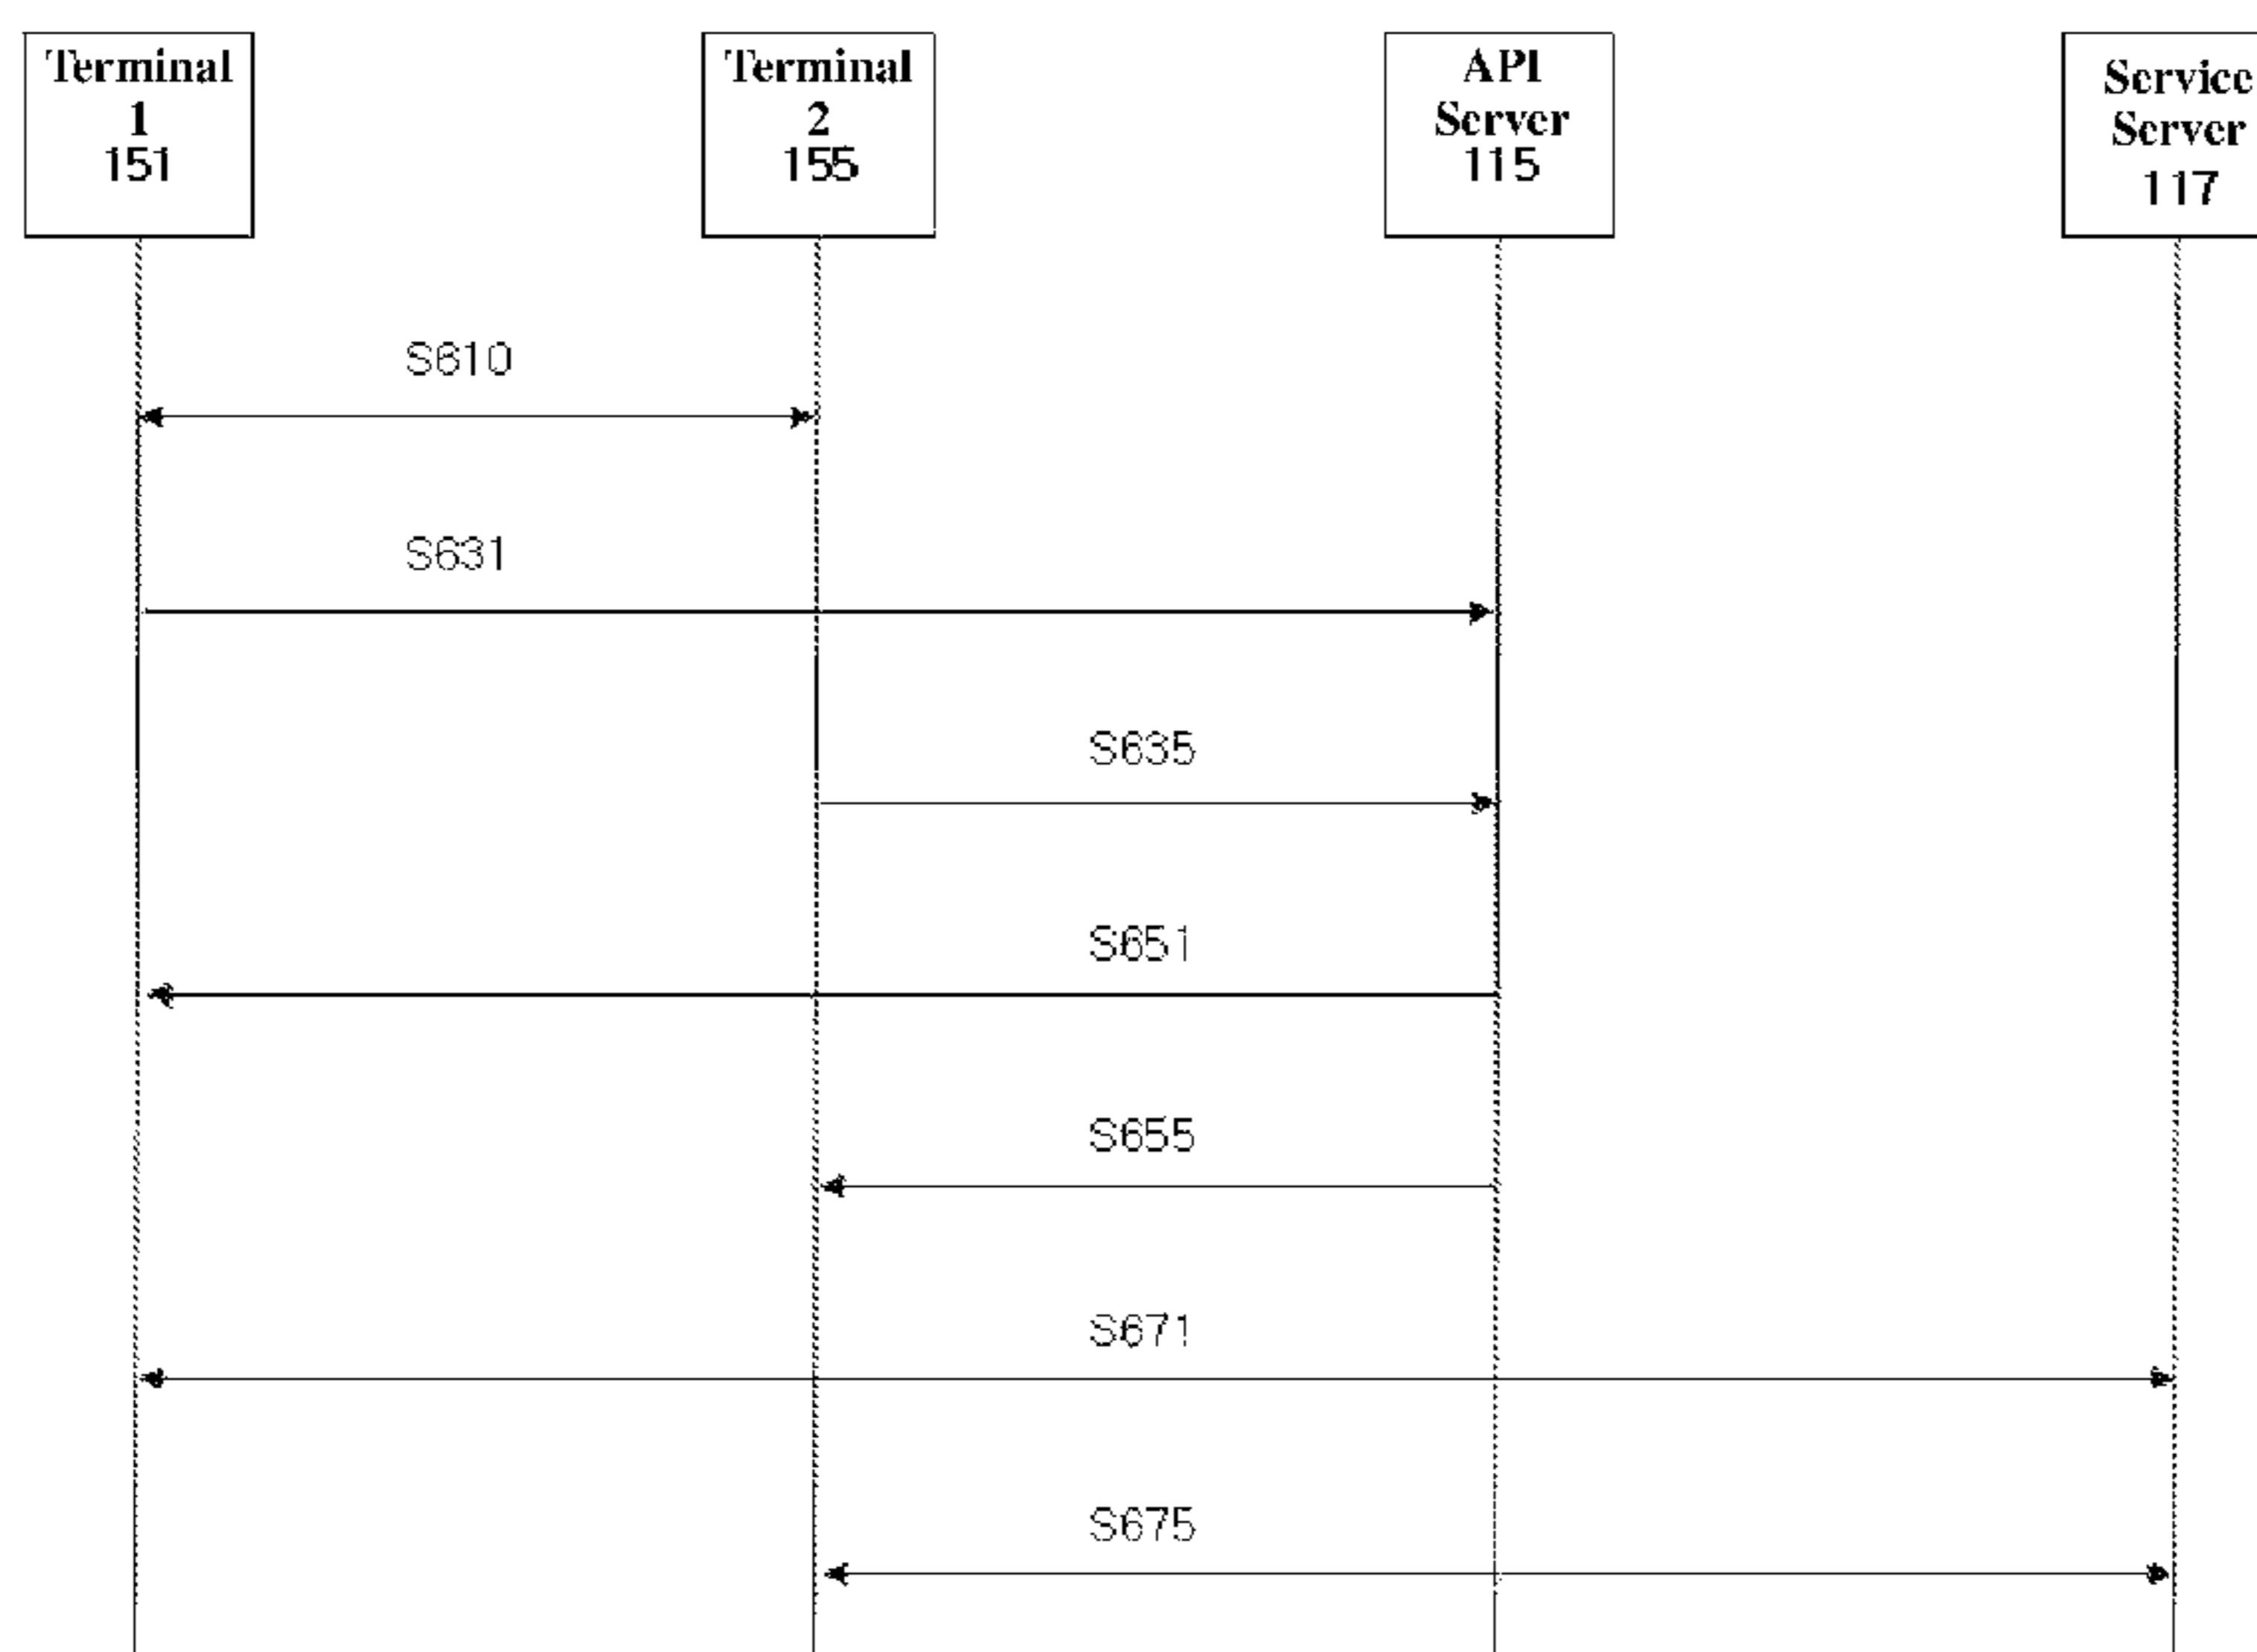 Terminal
1
151
Terminal
2
155
API
Server
115
Service
Server
117
S610
S631
S635
S651
S655
S671
S675